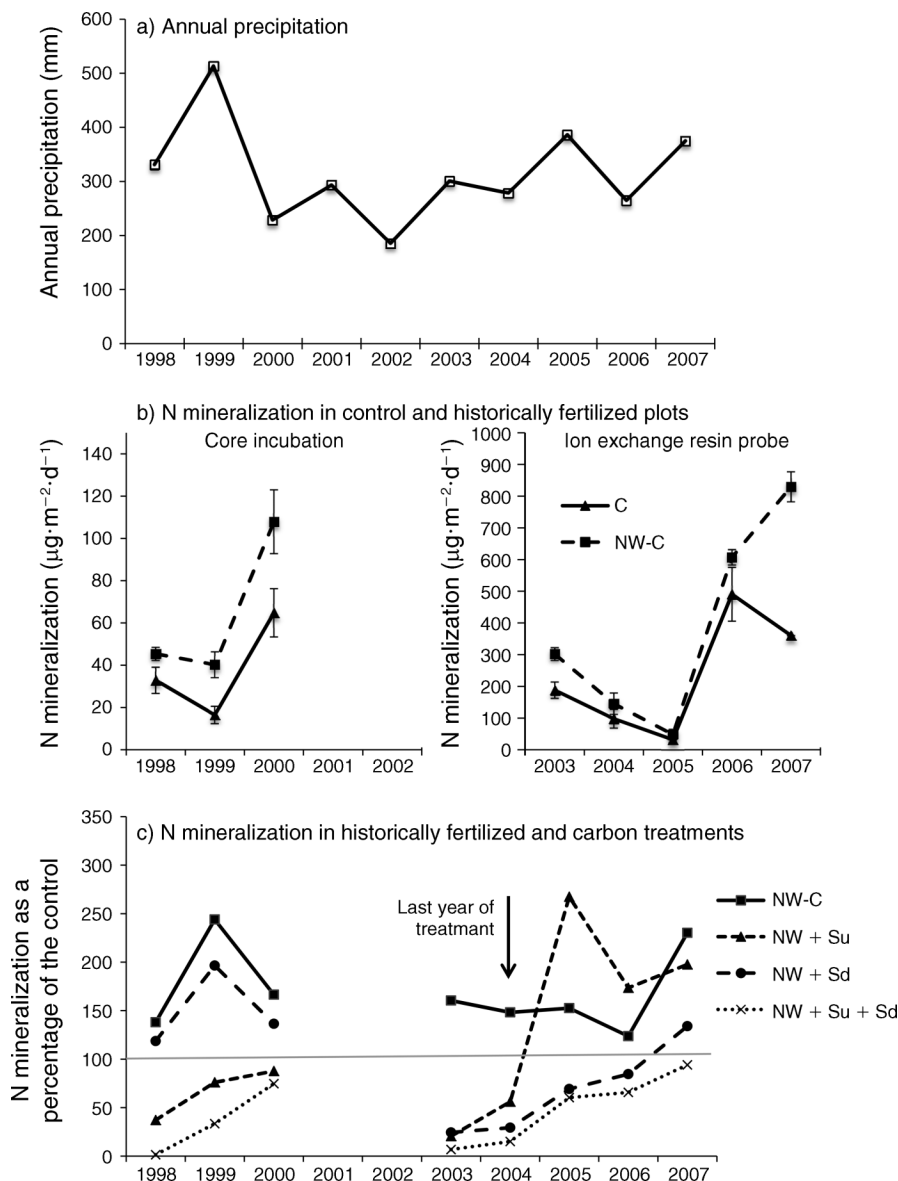 a) Annual precipitation
Annual precipitation (mm)
600
500
400
300
200
100
0
1998 1999 2000 2001 2002 2003 2004 2005 2006 2007
b) N mineralization in control and historically fertilized plots
Core incubation
N mineralization (μg·m⁻²·d⁻¹)
140
120
100
80
60
40
20
0
1998 1999 2000 2001 2002
Ion exchange resin probe
N mineralization (μg·m⁻²·d⁻¹)
1000
900
800
700
600
500
400
300
200
100
0
C
NW-C
2003 2004 2005 2006 2007
c) N mineralization in historically fertilized and carbon treatments
N mineralization as a
percentage of the control
350
300
250
200
150
100
50
0
Last year of
treatmant
NW-C
NW + Su
NW + Sd
NW + Su + Sd
1998 1999 2000 2001 2002 2003 2004 2005 2006 2007